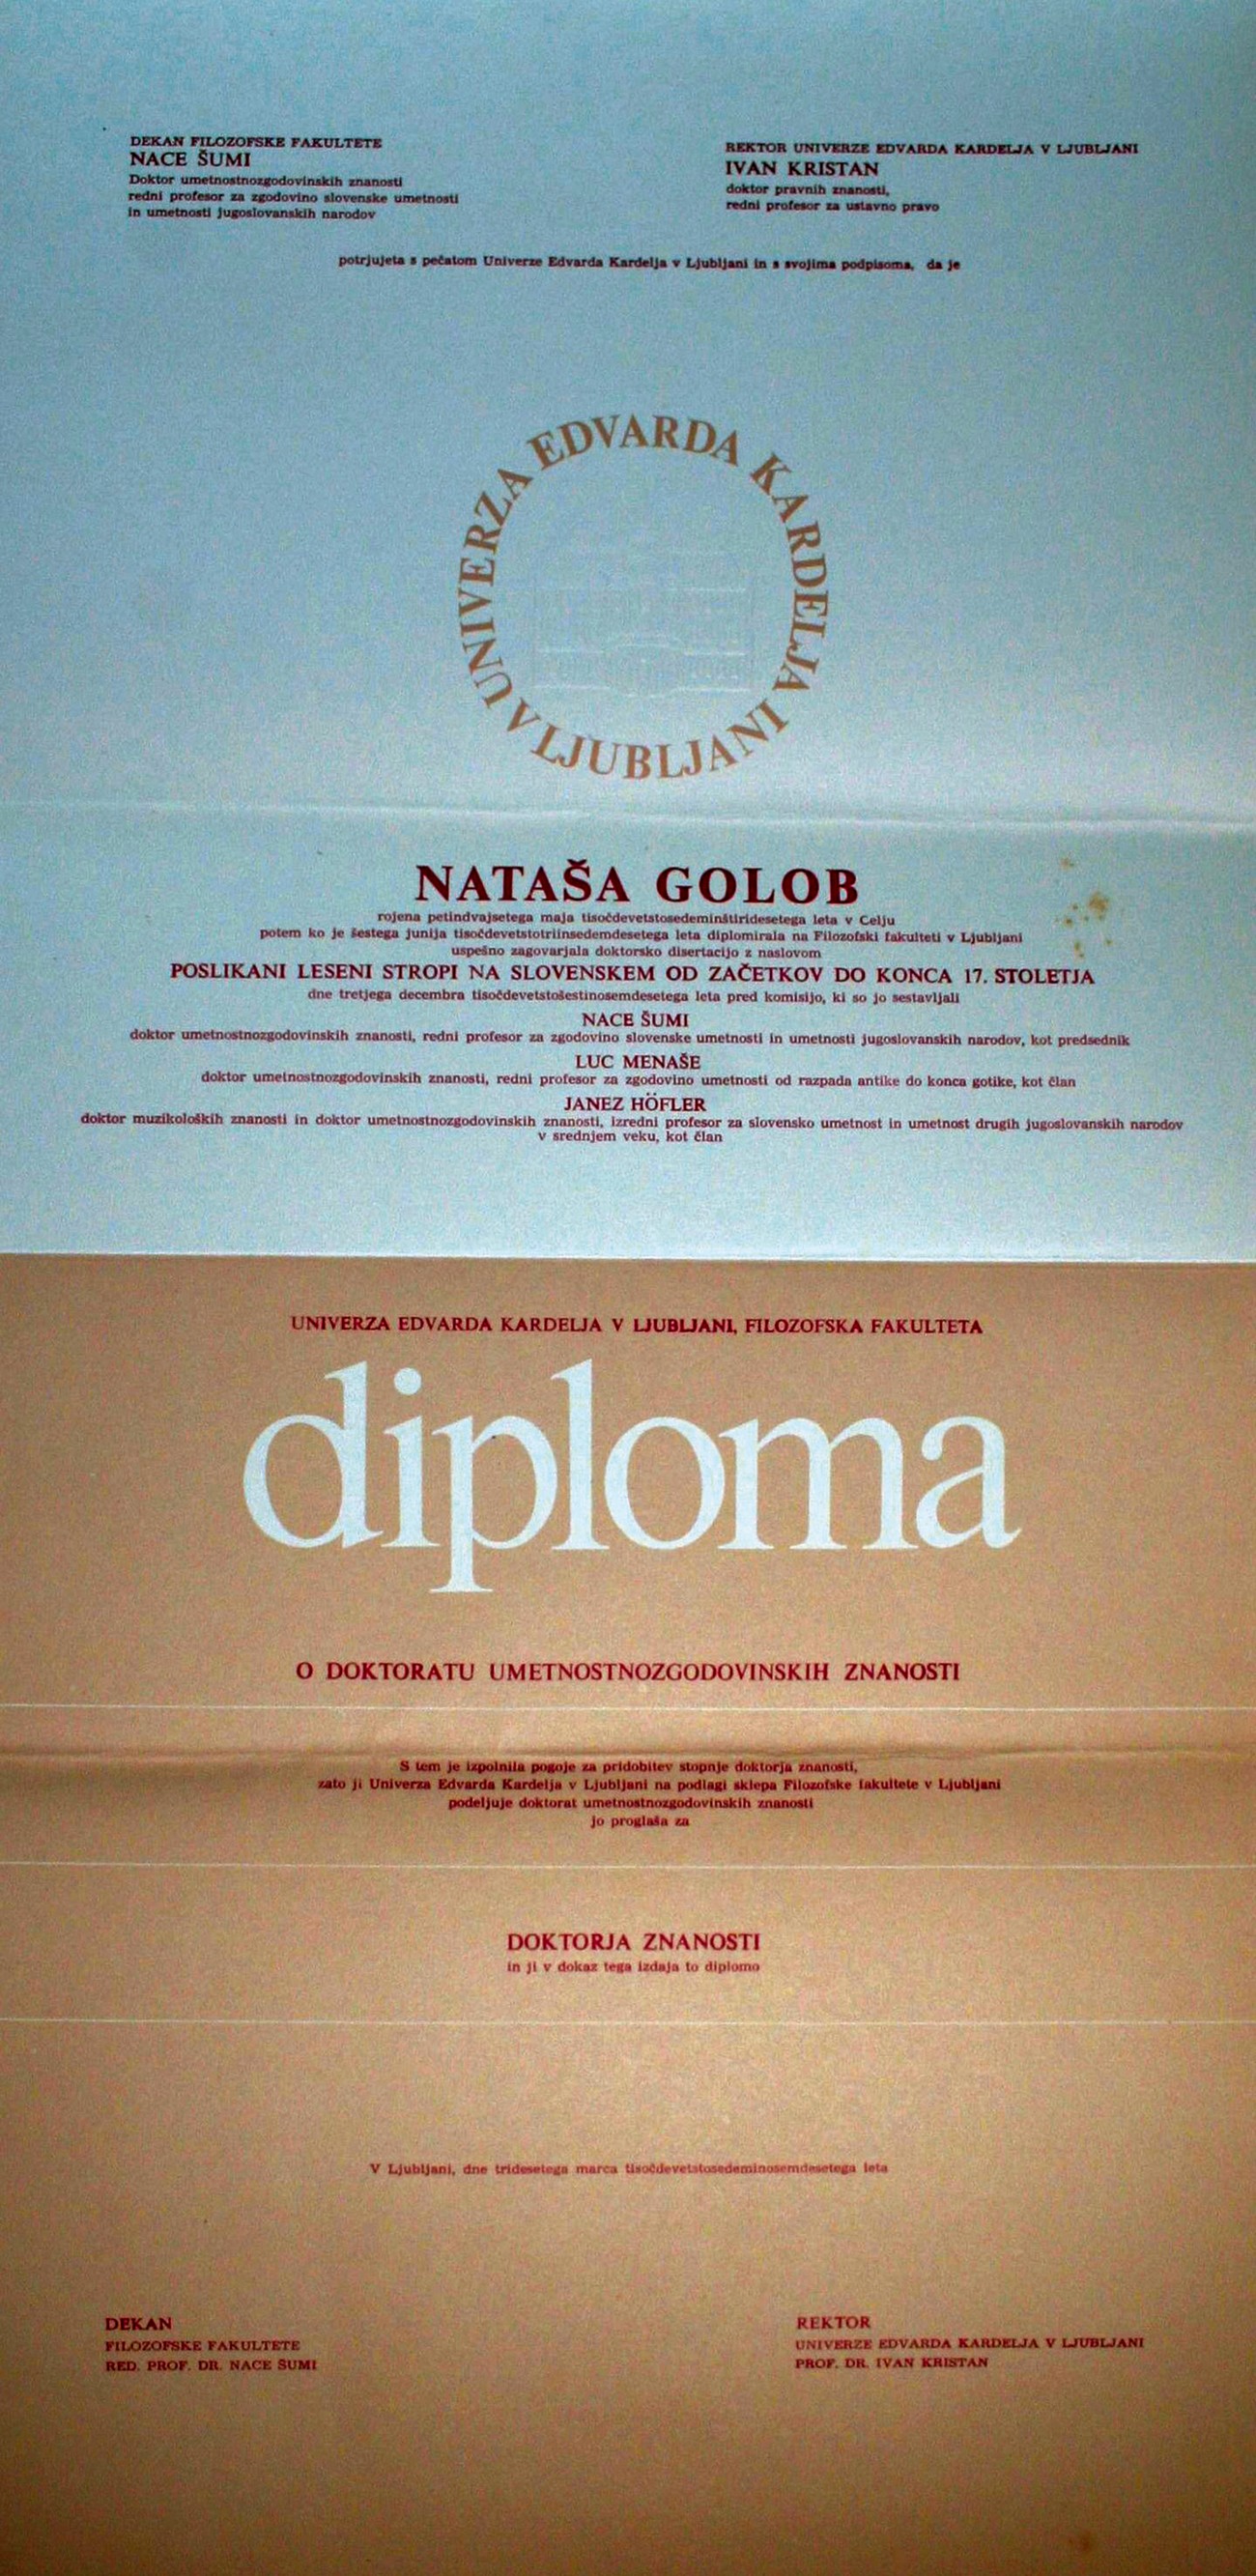 DEKAN FILOZOFSKE FAKULTETE
NACE ŠUMI
Doktor umetnostnozgodovinskih znanosti
redni profesor za zgodovino slovenske umetnosti
in umetnosti jugoslovanskih narodov
REKTOR UNIVERZE EDVARDA KARDELJA V LJUBLJANI
IVAN KRISTAN
doktor pravnih znanosti,
redni profesor za ustavno pravo
potrjujeta s pečatom Univerze Edvarda Kardelja v Ljubljani in s svojima podpisoma, da je
UNIVERZA EDVARDA KARDELJA V LJUBLJANI
NATAŠA GOLOB
rojena petindvajsetega maja tisočdevetstosedeminštiridesetega leta v Celju
potem ko je šestega junija tisočdevetstotriinsedemdesetega leta diplomirala na Filozofski fakulteti v Ljubljani
uspešno zagovarjala doktorsko disertacijo z naslovom
POSLIKANI LESENI STROPI NA SLOVENSKEM OD ZAČETKOV DO KONCA 17. STOLETJA
dne tretjega decembra tisočdevetstošestinosemdesetega leta pred komisijo, ki so jo sestavljali
NACE ŠUMI
doktor umetnostnozgodovinskih znanosti, redni profesor za zgodovino slovenske umetnosti in umetnosti jugoslovanskih narodov, kot predsednik
LUC MENAŠE
doktor umetnostnozgodovinskih znanosti, redni profesor za zgodovino umetnosti od razpada antike do konca gotike, kot član
JANEZ HÖFLER
doktor muzikoloških znanosti in doktor umetnostnozgodovinskih znanosti, izredni profesor za slovensko umetnost in umetnost drugih jugoslovanskih narodov
v srednjem veku, kot član
UNIVERZA EDVARDA KARDELJA V LJUBLJANI, FILOZOFSKA FAKULTETA
diploma
O DOKTORATU UMETNOSTNOZGODOVINSKIH ZNANOSTI
S tem je izpolnila pogoje za pridobitev stopnje doktorja znanosti,
zato ji Univerza Edvarda Kardelja v Ljubljani na podlagi sklepa Filozofske fakultete v Ljubljani
podeljuje doktorat umetnostnozgodovinskih znanosti
jo proglaša za
DOKTORJA ZNANOSTI
in ji v dokaz tega izdaja to diplomo
V Ljubljani, dne tridesetega marca tisočdevetstosedeminosemdesetega leta
DEKAN
FILOZOFSKE FAKULTETE
RED. PROF. DR. NACE ŠUMI
REKTOR
UNIVERZE EDVARDA KARDELJA V LJUBLJANI
PROF. DR. IVAN KRISTAN